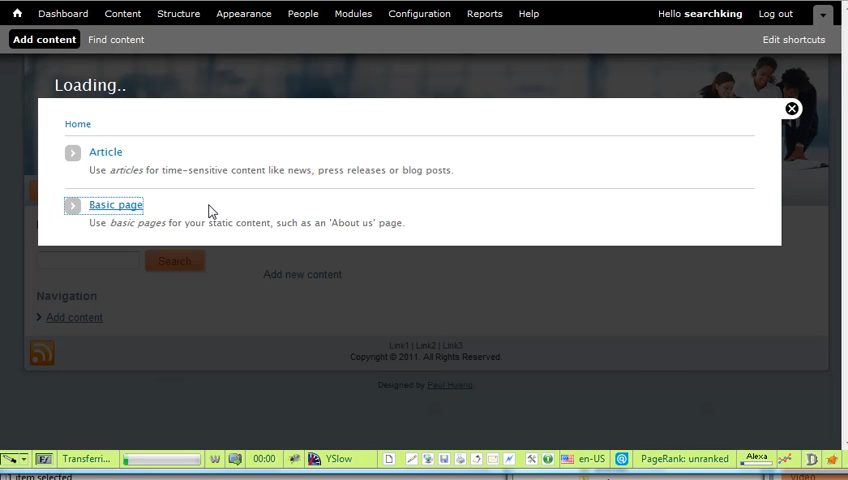 Dashboard Content Structure Appearance People Modules Configuration Reports Help Hello searchking Log out
Add content Find content Edit shortcuts
Loading..
Home
Article
Use articles for time-sensitive content like news, press releases or blog posts.
Basic page
Use basic pages for your static content, such as an 'About us' page.
Search
Add new content
Navigation
Add content
Link1 | Link2 | Link3
Copyright © 2011. All Rights Reserved.
Designed by Paul Huang
Transferri... 00:00 YSlow en-US PageRank: unranked Alexa
1 item selected
Video